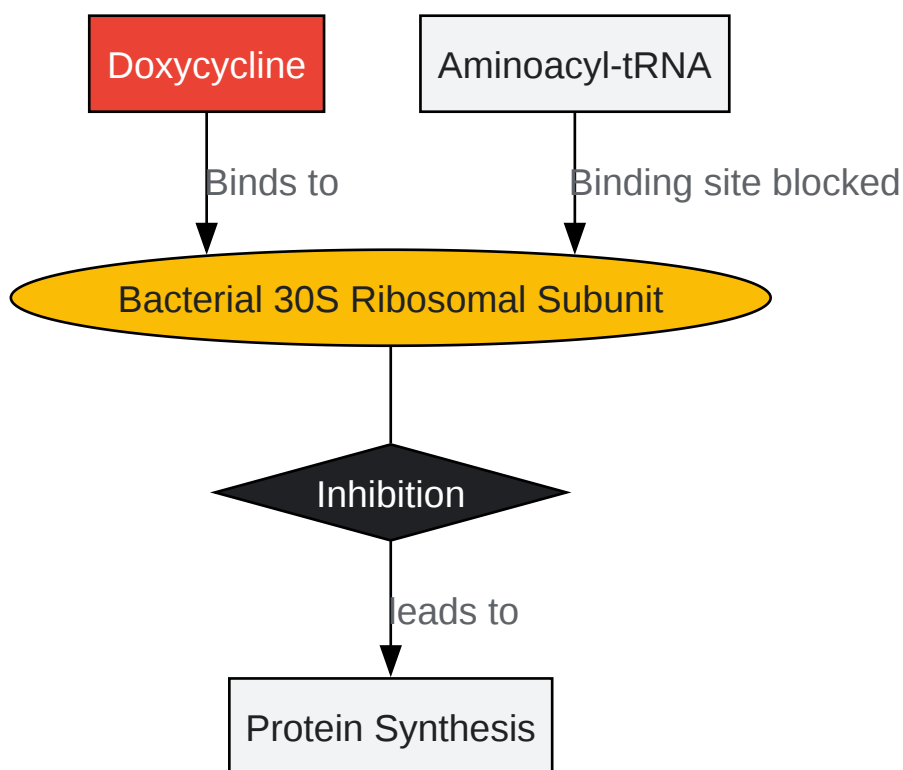 Doxycycline
Aminoacyl-tRNA
Binds to
Binding site blocked
Bacterial 30S Ribosomal Subunit
Inhibition
leads to
Protein Synthesis